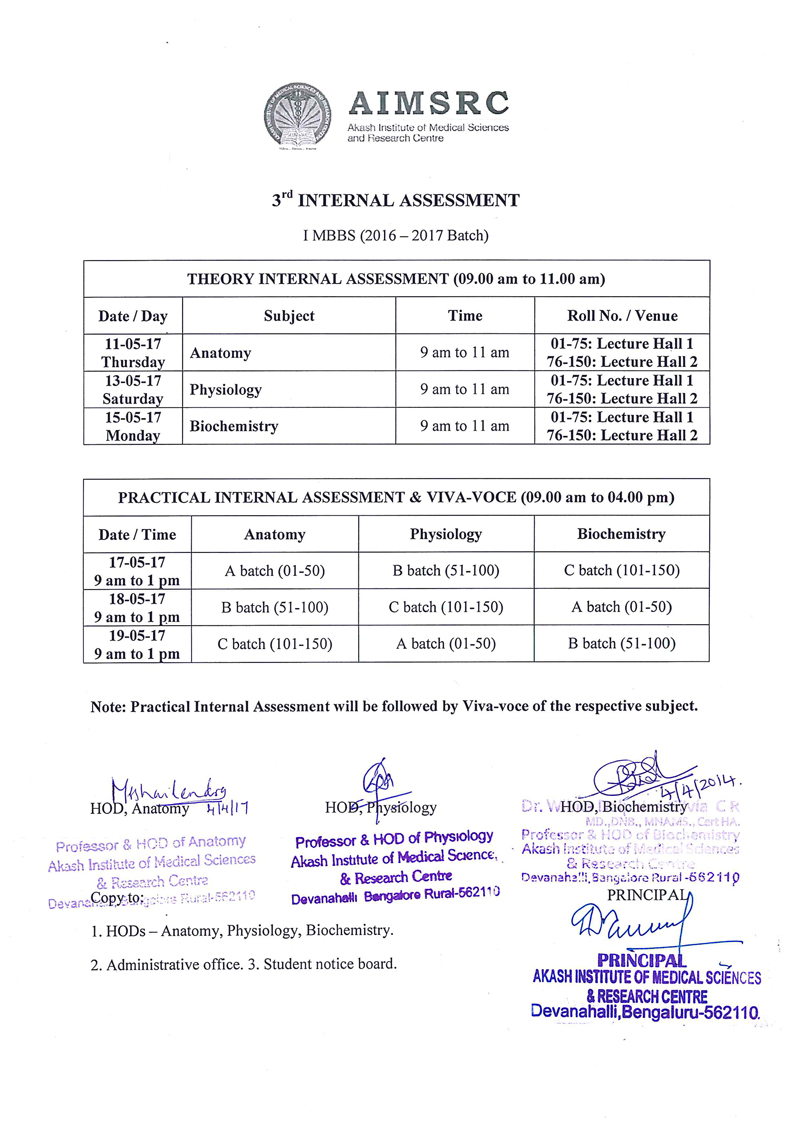 AIMSRC
Akash Institute of Medical Sciences
and Research Centre
3rd INTERNAL ASSESSMENT
I MBBS (2016 – 2017 Batch)
THEORY INTERNAL ASSESSMENT (09.00 am to 11.00 am)
Date / Day Subject Time Roll No. / Venue
11-05-17 Thursday Anatomy 9 am to 11 am 01-75: Lecture Hall 1 76-150: Lecture Hall 2
13-05-17 Saturday Physiology 9 am to 11 am 01-75: Lecture Hall 1 76-150: Lecture Hall 2
15-05-17 Monday Biochemistry 9 am to 11 am 01-75: Lecture Hall 1 76-150: Lecture Hall 2
PRACTICAL INTERNAL ASSESSMENT & VIVA-VOCE (09.00 am to 04.00 pm)
Date / Time Anatomy Physiology Biochemistry
17-05-17 9 am to 1 pm A batch (01-50) B batch (51-100) C batch (101-150)
18-05-17 9 am to 1 pm B batch (51-100) C batch (101-150) A batch (01-50)
19-05-17 9 am to 1 pm C batch (101-150) A batch (01-50) B batch (51-100)
Note: Practical Internal Assessment will be followed by Viva-voce of the respective subject.
HOD, Anatomy 4/4/17
Professor & HOD of Anatomy
Akash Institute of Medical Sciences
& Research Centre
Devanahalli Bangalore Rural-562110
HOD, Physiology
Professor & HOD of Physiology
Akash Institute of Medical Science,
& Research Centre
Devanahalli Bengalore Rural-562110
4/4/2014.
Dr. HOD, Biochemistry C R
MD., DNB., MNAMS., Cert HA.
Professor & HOD of Biochemistry
Akash Institute of Medical Sciences
& Research Centre
Devanahalli, Bangalore Rural-562110
PRINCIPAL
PRINCIPAL
AKASH INSTITUTE OF MEDICAL SCIENCES
& RESEARCH CENTRE
Devanahalli, Bengaluru-562110.
Copy to:
1. HODs – Anatomy, Physiology, Biochemistry.
2. Administrative office. 3. Student notice board.